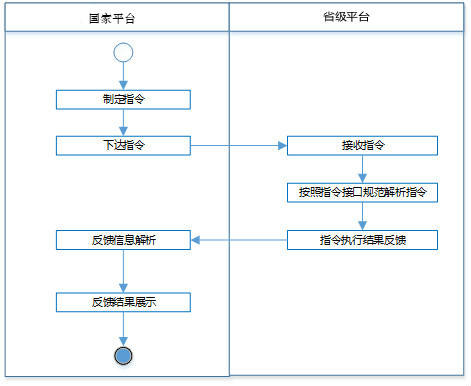 国家平台
省级平台
制定指令
下达指令
接收指令
按照指令接口规范解析指令
反馈信息解析
指令执行结果反馈
反馈结果展示